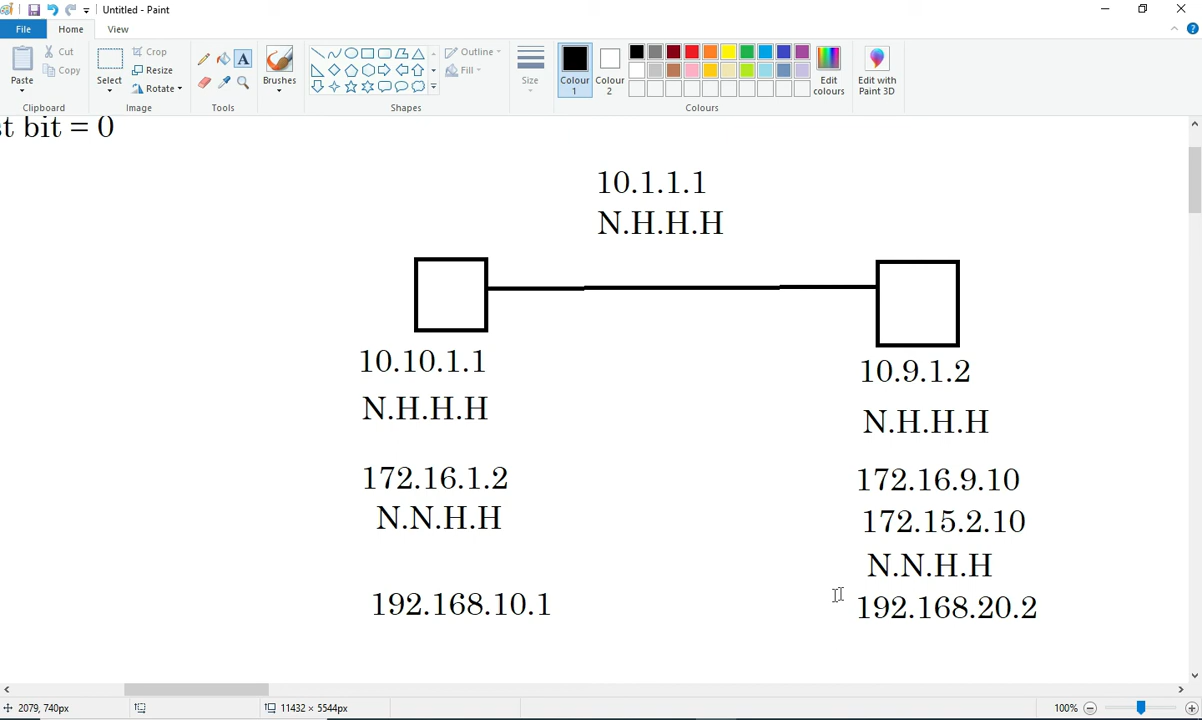 Untitled - Paint
File
Home
View
Paste
Cut
Copy
Clipboard
Select
Crop
Resize
Rotate
Image
A
Tools
Brushes
Outline
Fill
Shapes
Size
Colour 1
Colour 2
Edit colours
Colours
Edit with Paint 3D
st bit = 0
10.1.1.1
N.H.H.H
10.10.1.1
10.9.1.2
N.H.H.H
N.H.H.H
172.16.1.2
172.16.9.10
N.N.H.H
172.15.2.10
N.N.H.H
192.168.10.1
192.168.20.2
2079, 740px
11432 × 5544px
100%